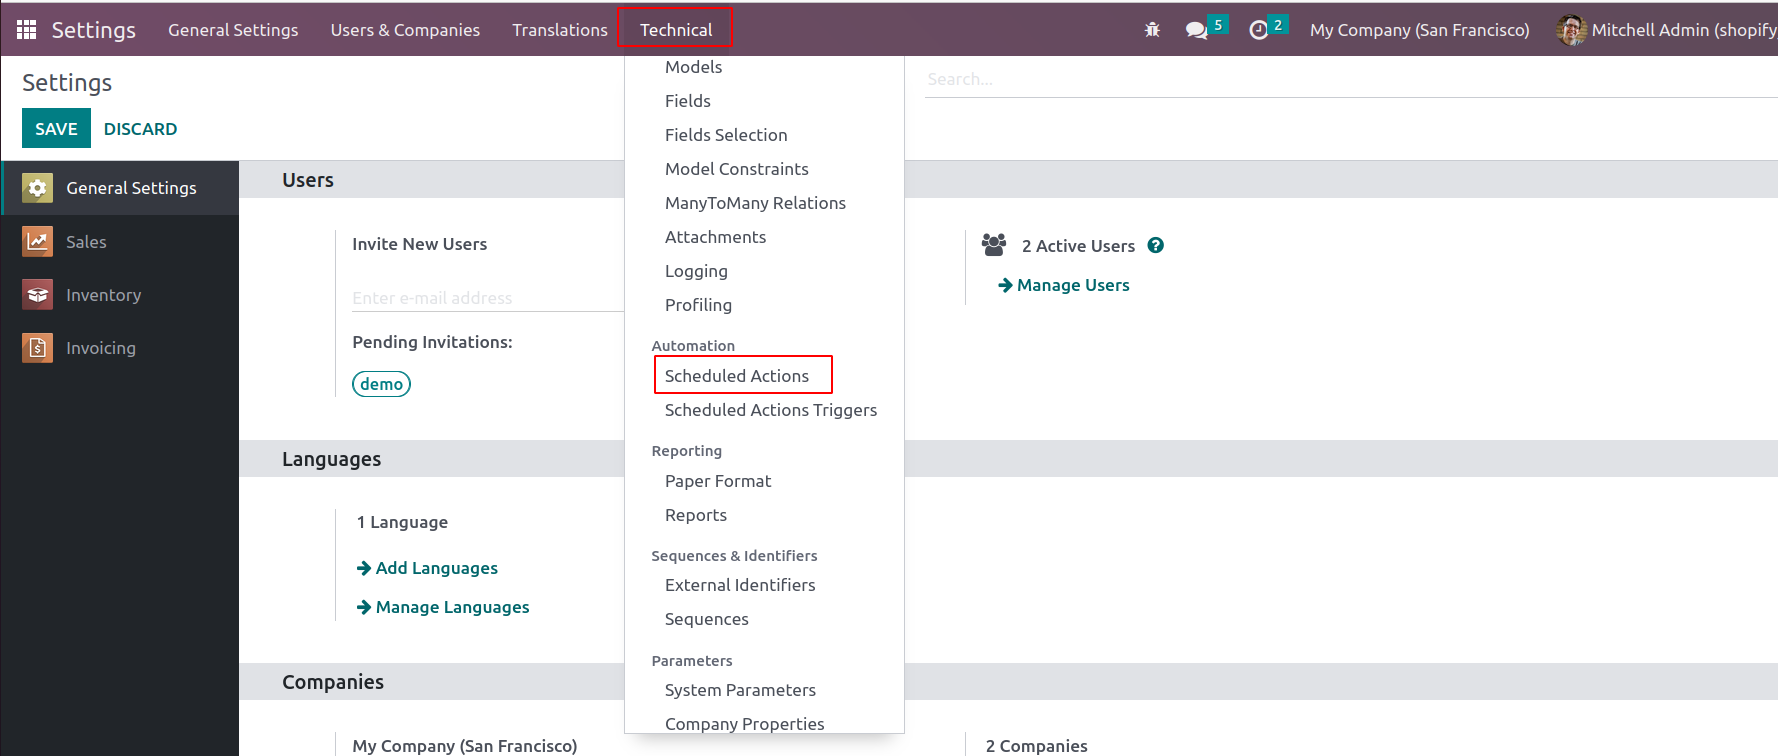 Settings General Settings Users & Companies Translations Technical 5 2 My Company (San Francisco) Mitchell Admin (shopify
Settings
Search...
SAVE DISCARD
General Settings
Sales
Inventory
Invoicing
Models
Fields
Fields Selection
Model Constraints
ManyToMany Relations
Attachments
Logging
Profiling
Automation
Scheduled Actions
Scheduled Actions Triggers
Reporting
Paper Format
Reports
Sequences & Identifiers
External Identifiers
Sequences
Parameters
System Parameters
Company Properties
Users
Invite New Users
Enter e-mail address
Pending Invitations:
demo
2 Active Users ?
Manage Users
Languages
1 Language
Add Languages
Manage Languages
Companies
My Company (San Francisco)
2 Companies